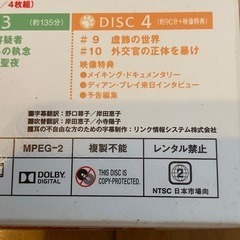 /4枚組)
3 (約135分)
容疑者
の執念
聖夜
DISC 4 (約90分+映像特典)
#9 虚飾の世界
#10 外交官の正体を暴け
映像特典
●メイキング・ドキュメンタリー
●ディアン・ブレイ来日インタビュー
●予告編集
■字幕翻訳:野口尊子/岸田恵子
■吹替翻訳:岸田恵子/小寺陽子
■耳の不自由な方のための字幕制作:リンク情報システム株式会社
MPEG-2 複製不能 レンタル禁止
DOLBY DIGITAL
THIS DISC IS COPY-PROTECTED.
2
NTSC 日本市場向